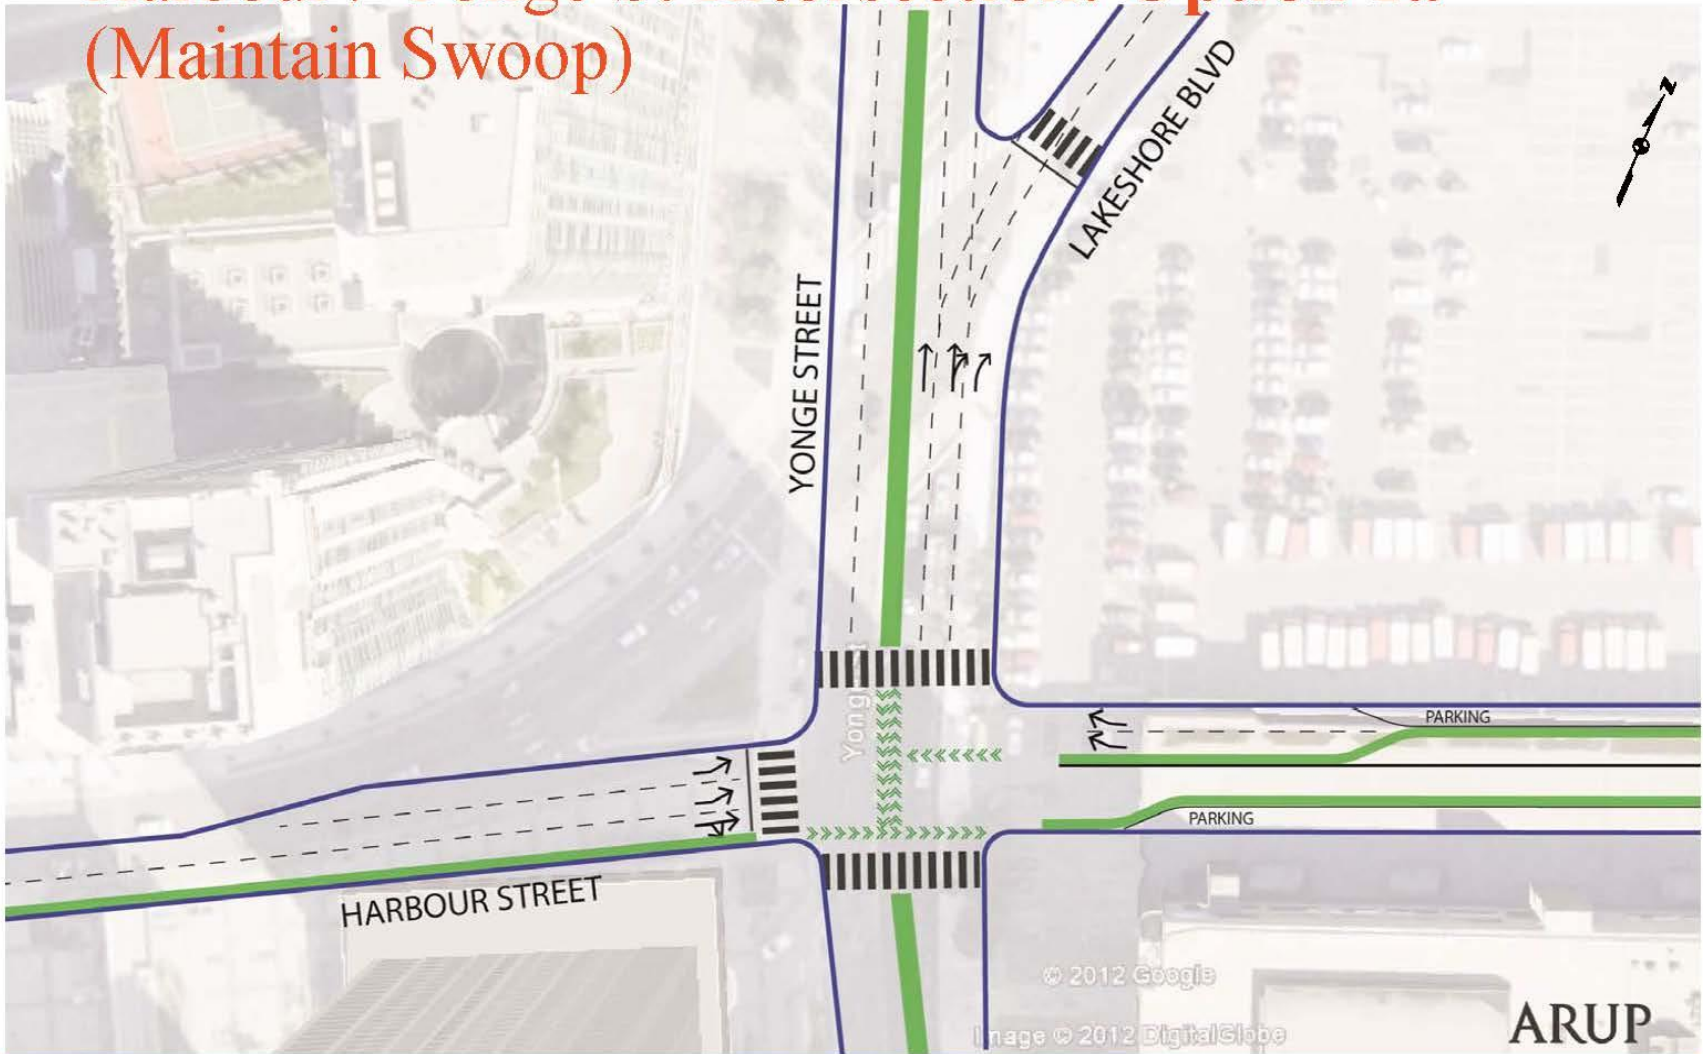 (Maintain Swoop)
LAKESHORE BLVD
YONGE STREET
PARKING
PARKING
HARBOUR STREET
© 2012 Google
Image © 2012 DigitalGlobe
ARUP